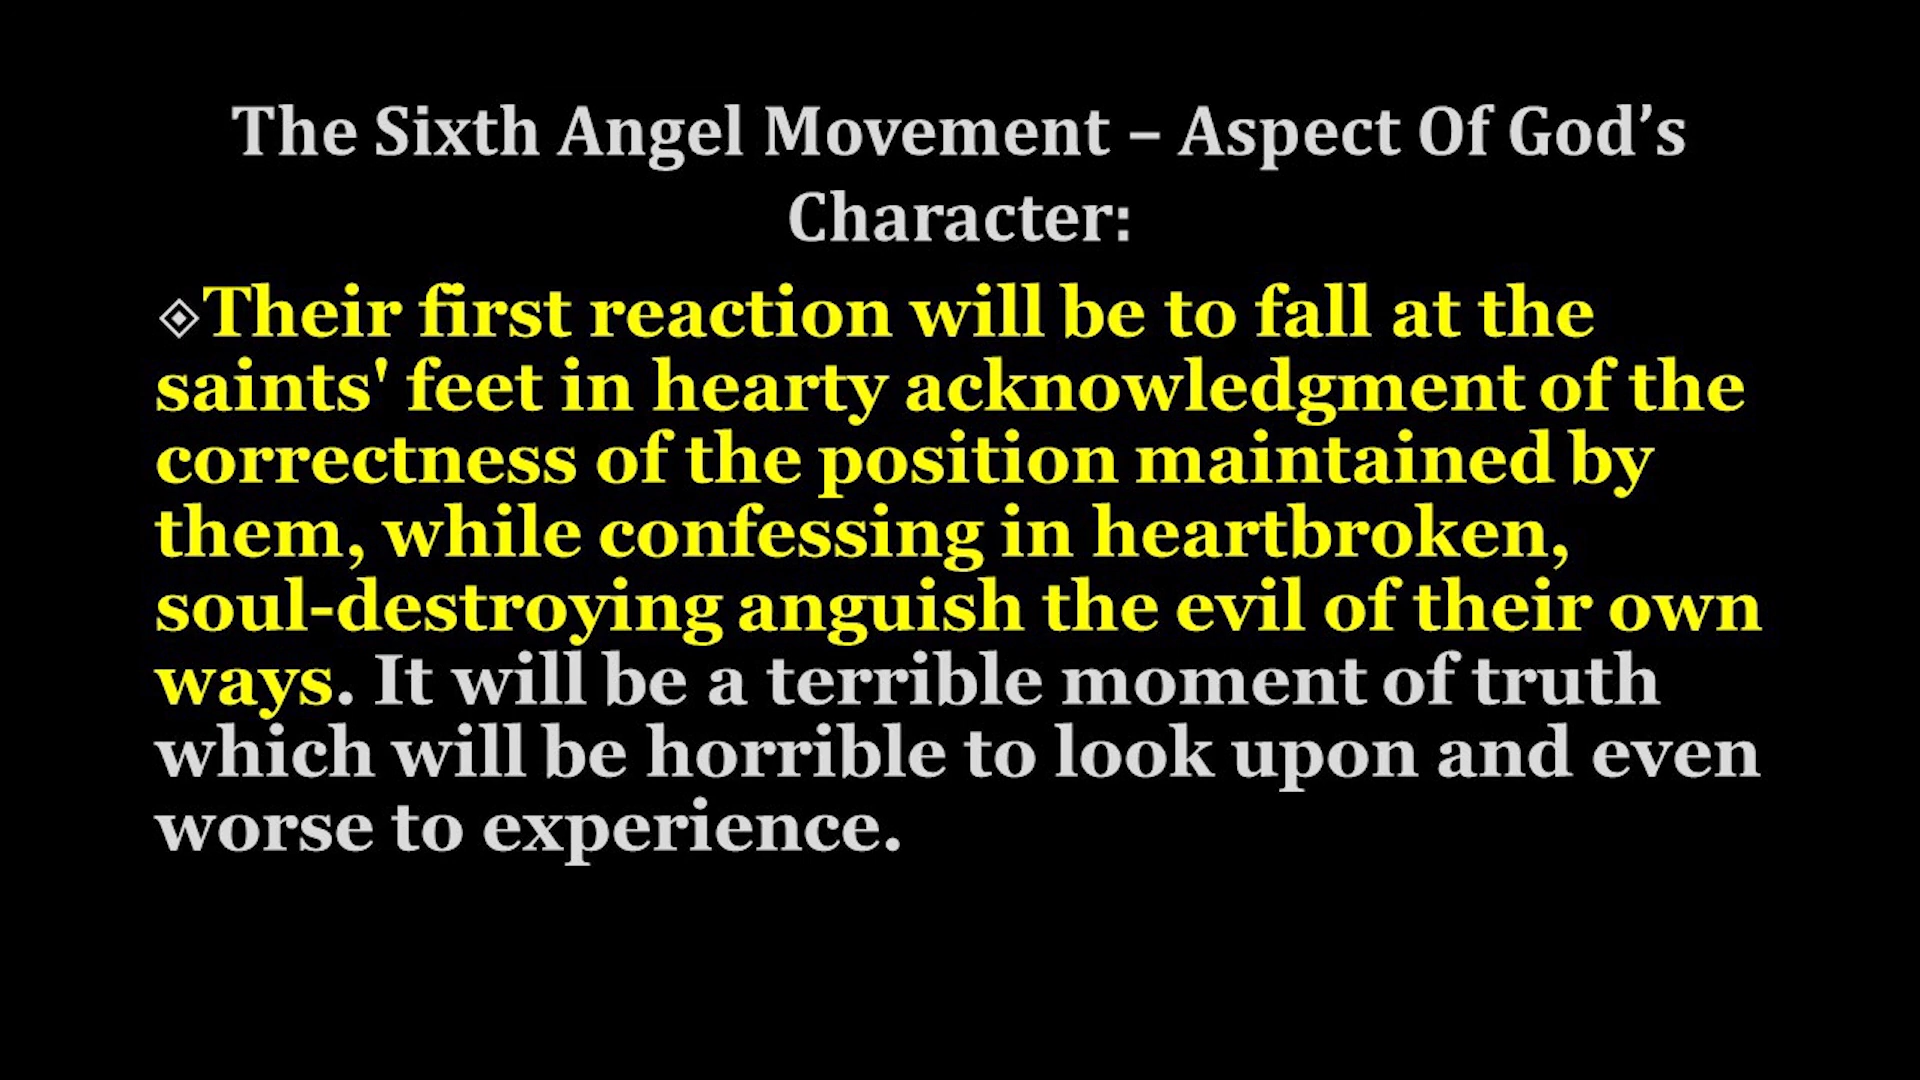 The Sixth Angel Movement – Aspect Of God’s
Character:
Their first reaction will be to fall at the
saints' feet in hearty acknowledgment of the
correctness of the position maintained by
them, while confessing in heartbroken,
soul-destroying anguish the evil of their own
ways. It will be a terrible moment of truth
which will be horrible to look upon and even
worse to experience.